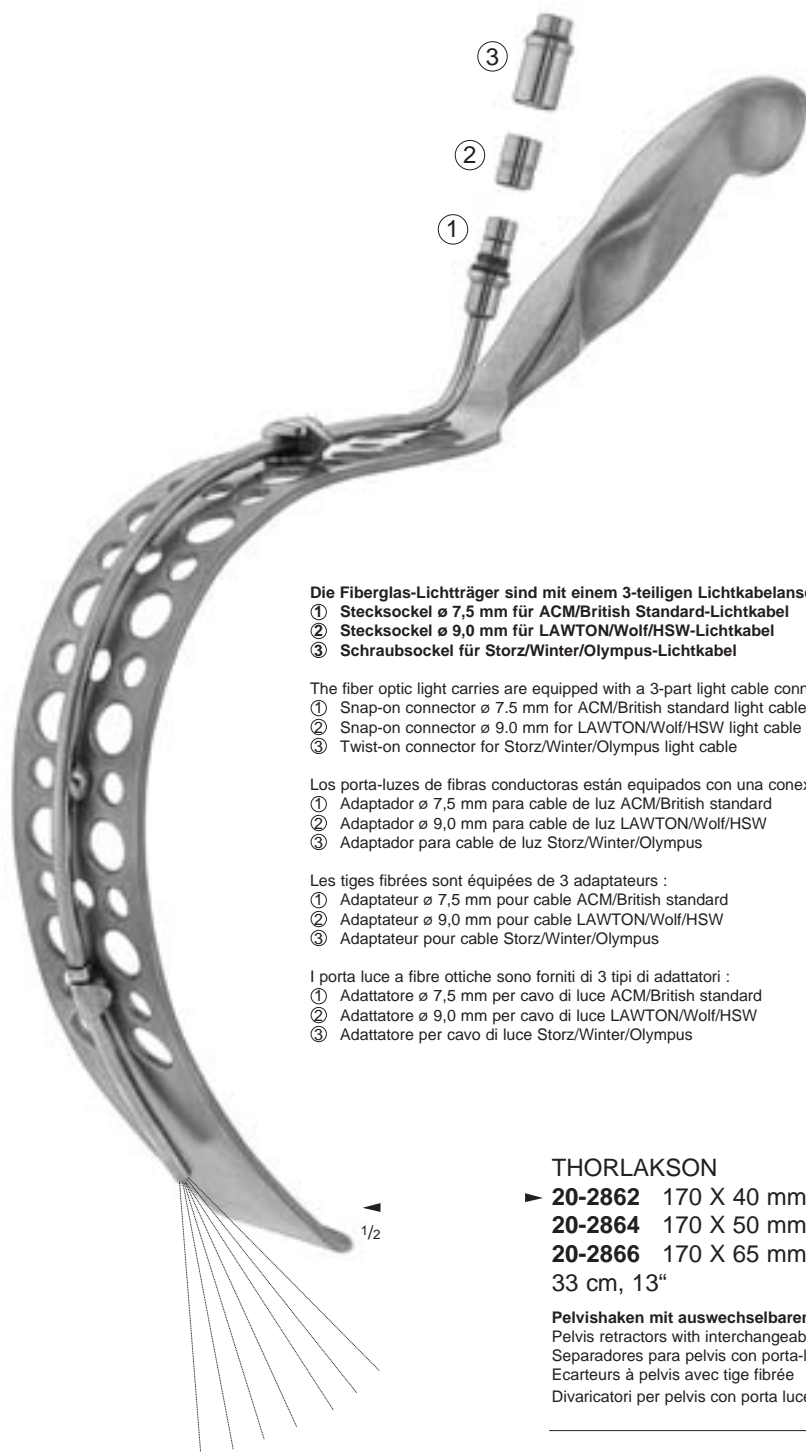 ③
②
①
Die Fiberglas-Lichtträger sind mit einem 3-teiligen
① Stecksockel ø 7,5 mm für ACM/British Standard-Lichtkabel
② Stecksockel ø 9,0 mm für LAWTON/Wolf/HSW-Lichtkabel
③ Schraubsockel für Storz/Winter/Olympus-Lichtkabel
The fiber optic light carries are equipped with a 3-part light cable
① Snap-on connector ø 7.5 mm for ACM/British standard light cable
② Snap-on connector ø 9.0 mm for LAWTON/Wolf/HSW light cable
③ Twist-on connector for Storz/Winter/Olympus light cable
Los porta-luzes de fibras conductoras están equipados con una
① Adaptador ø 7,5 mm para cable de luz ACM/British standard
② Adaptador ø 9,0 mm para cable de luz LAWTON/Wolf/HSW
③ Adaptador para cable de luz Storz/Winter/Olympus
Les tiges fibrées sont équipées de 3 adaptateurs :
① Adaptateur ø 7,5 mm pour cable ACM/British standard
② Adaptateur ø 9,0 mm pour cable LAWTON/Wolf/HSW
③ Adaptateur pour cable Storz/Winter/Olympus
I porta luce a fibre ottiche sono forniti di 3 tipi di adattatori :
① Adattatore ø 7,5 mm per cavo di luce ACM/British standard
② Adattatore ø 9,0 mm per cavo di luce LAWTON/Wolf/HSW
③ Adattatore per cavo di luce Storz/Winter/Olympus
◄
1/2
THORLAKSON
► 20-2862 170 X 40 mm
20-2864 170 X 50 mm
20-2866 170 X 65 mm
33 cm, 13“
Pelvishaken mit
Pelvis retractors with
Separadores para pelvis con
Ecarteurs à pelvis avec tige fibrée
Divaricatori per pelvis con porta luce